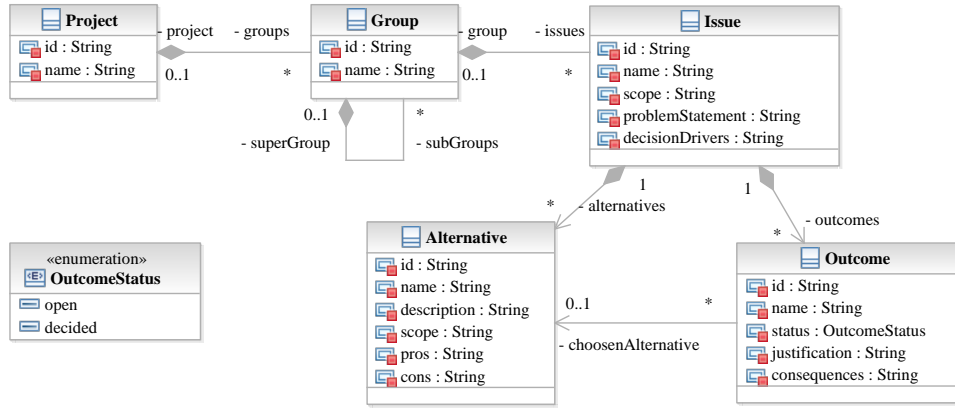 Project
id : String
name : String
- project
- groups
0..1
*
Group
id : String
name : String
- group
- issues
0..1
*
Issue
id : String
name : String
scope : String
problemStatement : String
decisionDrivers : String
0..1
*
- superGroup
- subGroups
1
1
*
- alternatives
- outcomes
*
«enumeration»
OutcomeStatus
open
decided
Alternative
id : String
name : String
description : String
scope : String
pros : String
cons : String
0..1
*
- choosenAlternative
Outcome
id : String
name : String
status : OutcomeStatus
justification : String
consequences : String